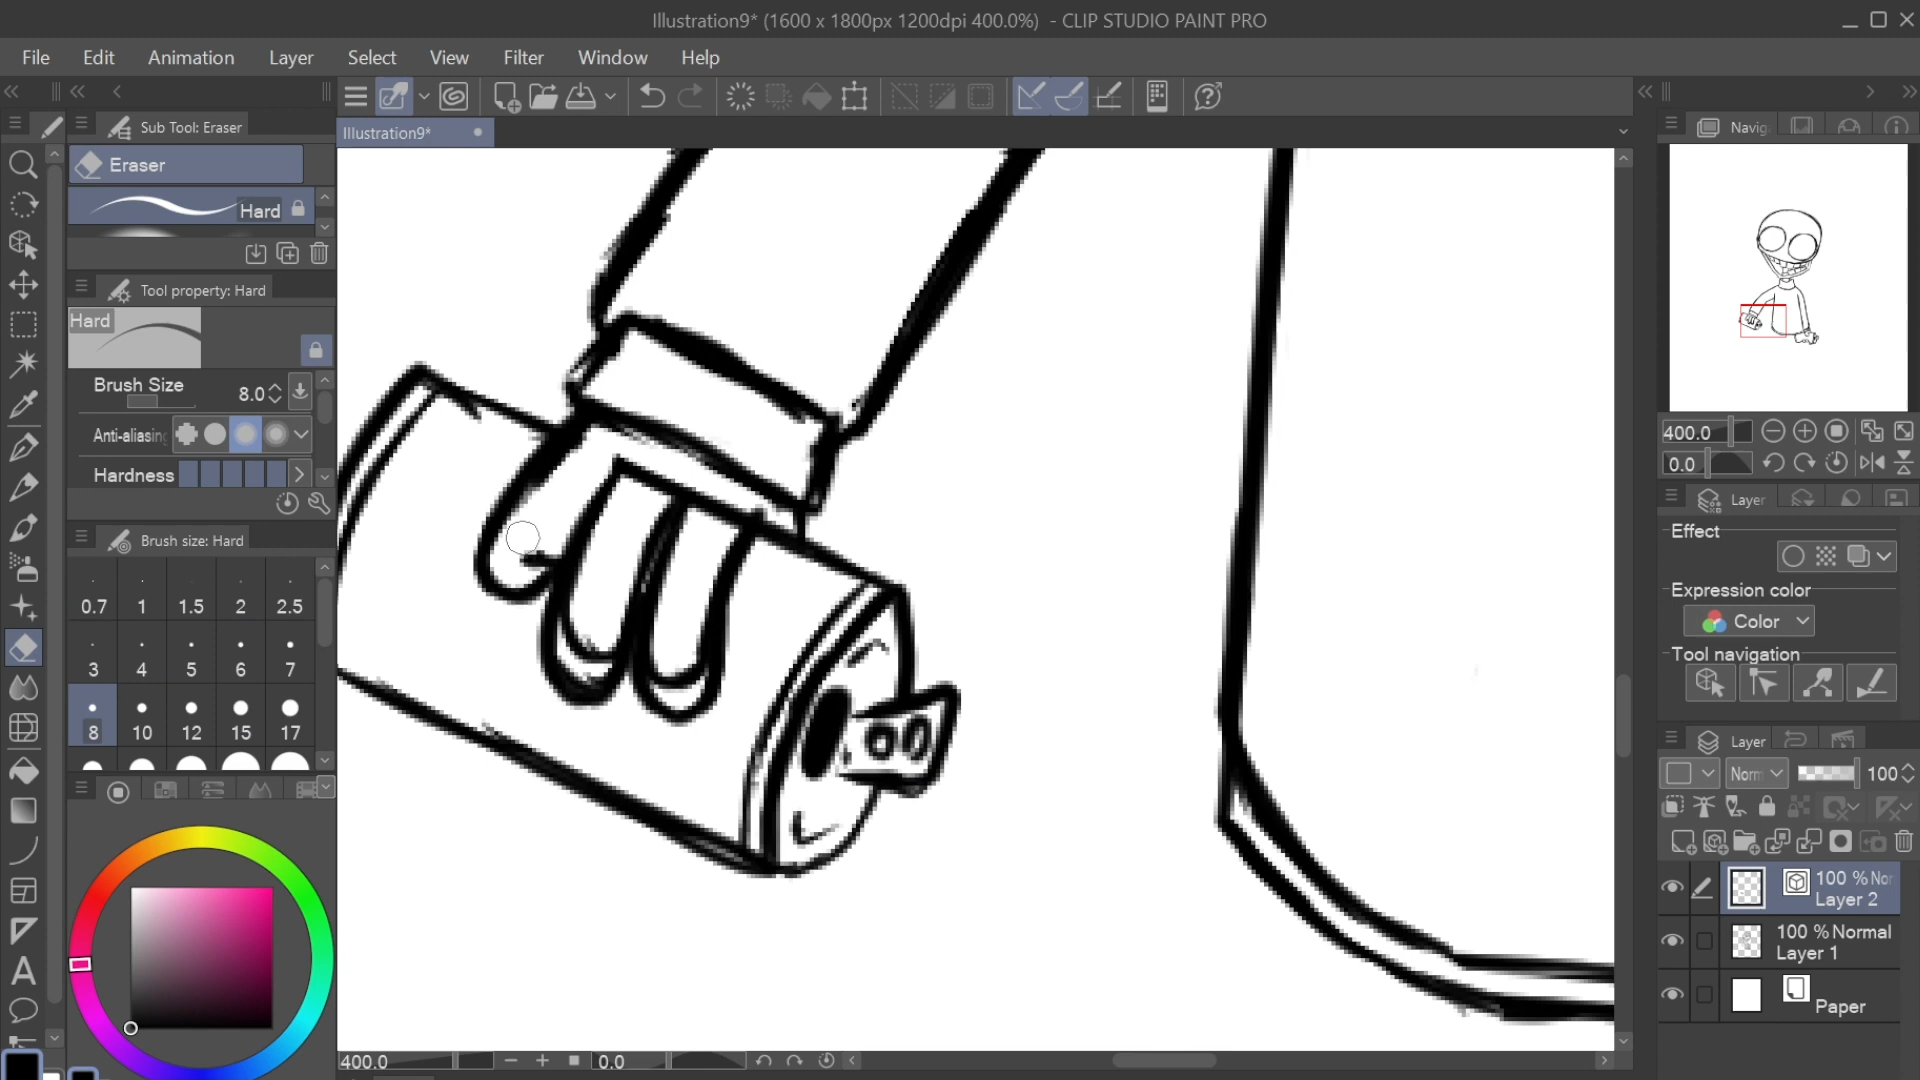 Illustration9* (1600 x 1800px 1200dpi 400.0%) - CLIP STUDIO PAINT PRO
File Edit Animation Layer Select View Filter Window Help
Sub Tool: Eraser
Illustration9*
Navig
Eraser
Hard
Tool property: Hard
Hard
Brush Size 8.0
Anti-aliasing
Hardness
Brush size: Hard
0.7 1 1.5 2 2.5
3 4 5 6 7
8 10 12 15 17
400.0
0.0
Layer
Effect
Expression color
Color
Tool navigation
Layer
Norm 100
100 % Nor
Layer 2
100 % Normal
Layer 1
Paper
400.0 0.0